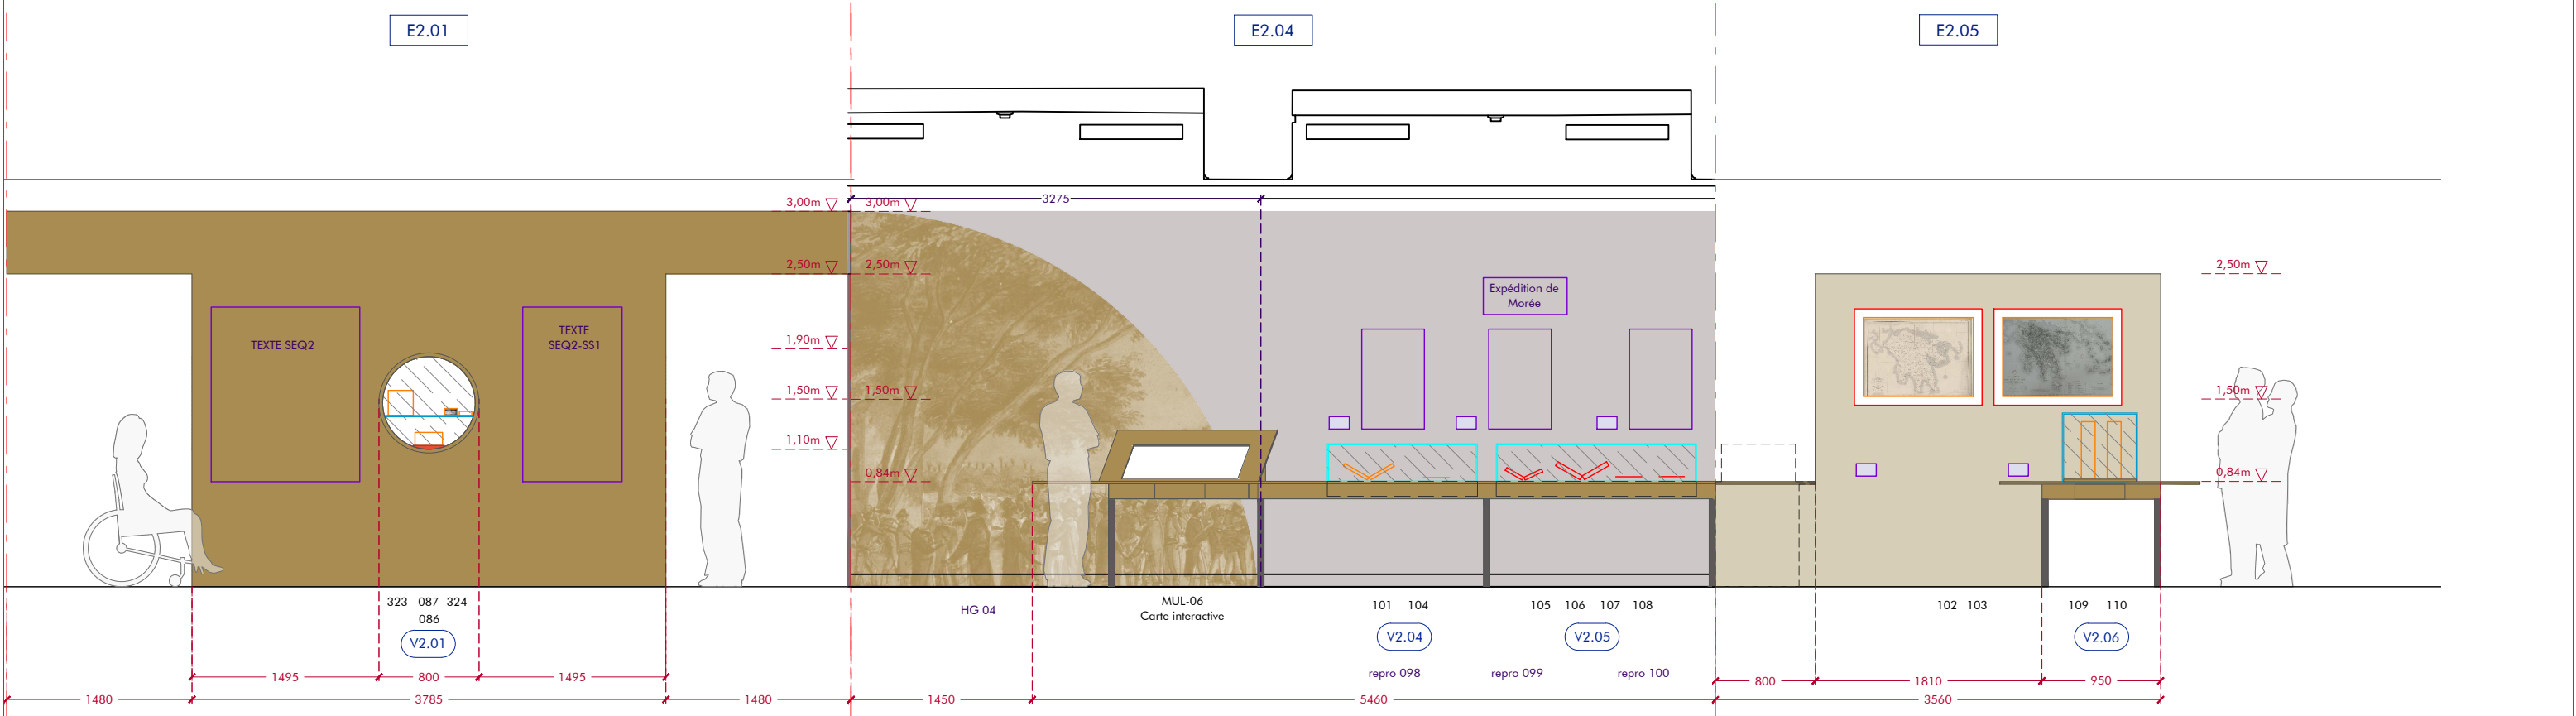 E2.01
E2.04
E2.05
3275
3,00m
3,00m
2,50m
2,50m
2,50m
Expédition de
Morée
TEXTE SEQ2
TEXTE
SEQ2-SS1
1,90m
1,50m
1,50m
1,50m
1,10m
0,84m
0,84m
323 087 324
086
V2.01
HG 04
MUL-06
Carte interactive
101 104
V2.04
105 106 107 108
V2.05
102 103
109 110
V2.06
repro 098
repro 099
repro 100
1495
800
1495
800
1810
950
1480
3785
1480
1450
5460
3560